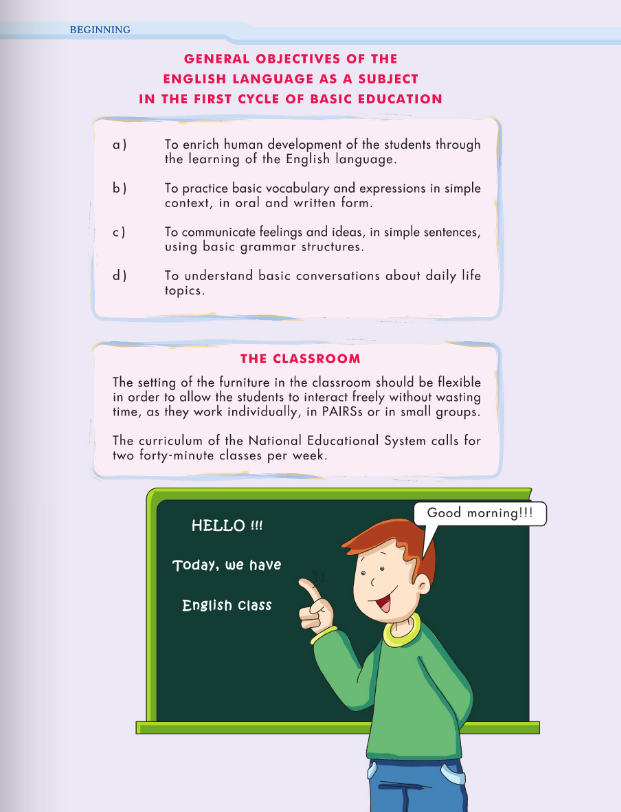 BEGINNING
GENERAL OBJECTIVES OF THE
ENGLISH LANGUAGE AS A SUBJECT
IN THE FIRST CYCLE OF BASIC EDUCATION
a) To enrich human development of the students through
the learning of the English language.
b) To practice basic vocabulary and expressions in simple
context, in oral and written form.
c) To communicate feelings and ideas, in simple sentences,
using basic grammar structures.
d) To understand basic conversations about daily life
topics.
THE CLASSROOM
The setting of the furniture in the classroom should be flexible
in order to allow the students to interact freely without wasting
time, as they work individually, in PAIRSs or in small groups.
The curriculum of the National Educational System calls for
two forty-minute classes per week.
Good morning!!!
HELLO !!!
Today, we have
English class